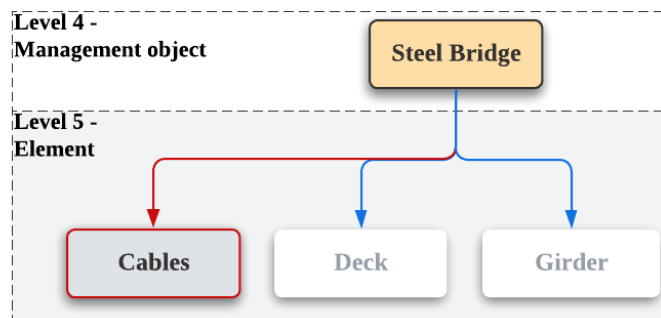 Level 4 -
Management object
Steel Bridge
Level 5 -
Element
Cables
Deck
Girder